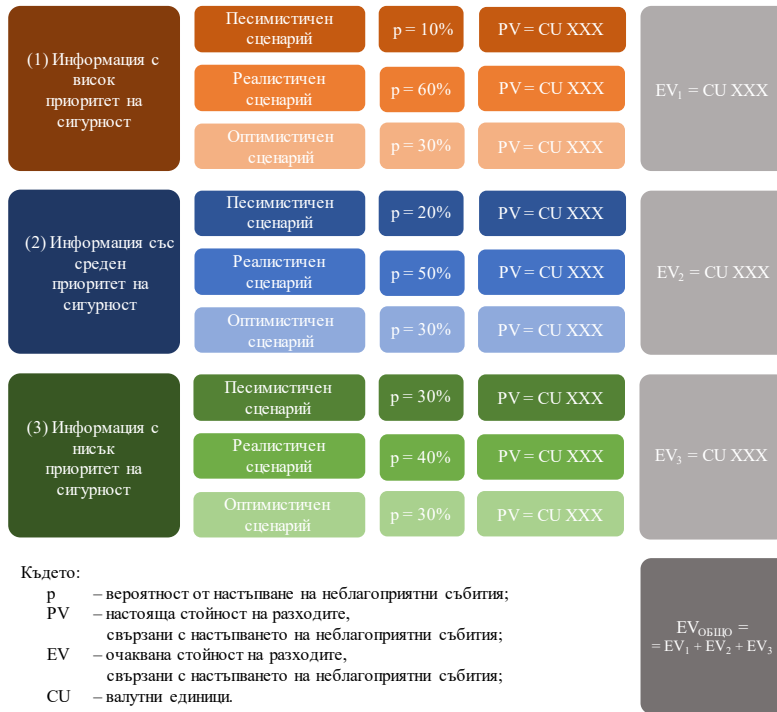 (1) Информация с
висок
приоритет на
сигурност
Песимистичен
сценарий
p = 10%
PV = CU XXX
Реалистичен
сценарий
p = 60%
PV = CU XXX
Оптимистичен
сценарий
p = 30%
PV = CU XXX
EV₁ = CU XXX
(2) Информация със
среден
приоритет на
сигурност
Песимистичен
сценарий
p = 20%
PV = CU XXX
Реалистичен
сценарий
p = 50%
PV = CU XXX
Оптимистичен
сценарий
p = 30%
PV = CU XXX
EV₂ = CU XXX
(3) Информация с
нисък
приоритет на
сигурност
Песимистичен
сценарий
p = 30%
PV = CU XXX
Реалистичен
сценарий
p = 40%
PV = CU XXX
Оптимистичен
сценарий
p = 30%
PV = CU XXX
EV₃ = CU XXX
Където:
p – вероятност от настъпване на неблагоприятни събития;
PV – настояща стойност на разходите,
свързани с настъпването на неблагоприятни събития;
EV – очаквана стойност на разходите,
свързани с настъпването на неблагоприятни събития;
CU – валутни единици.
EVОБЩО =
= EV₁ + EV₂ + EV₃